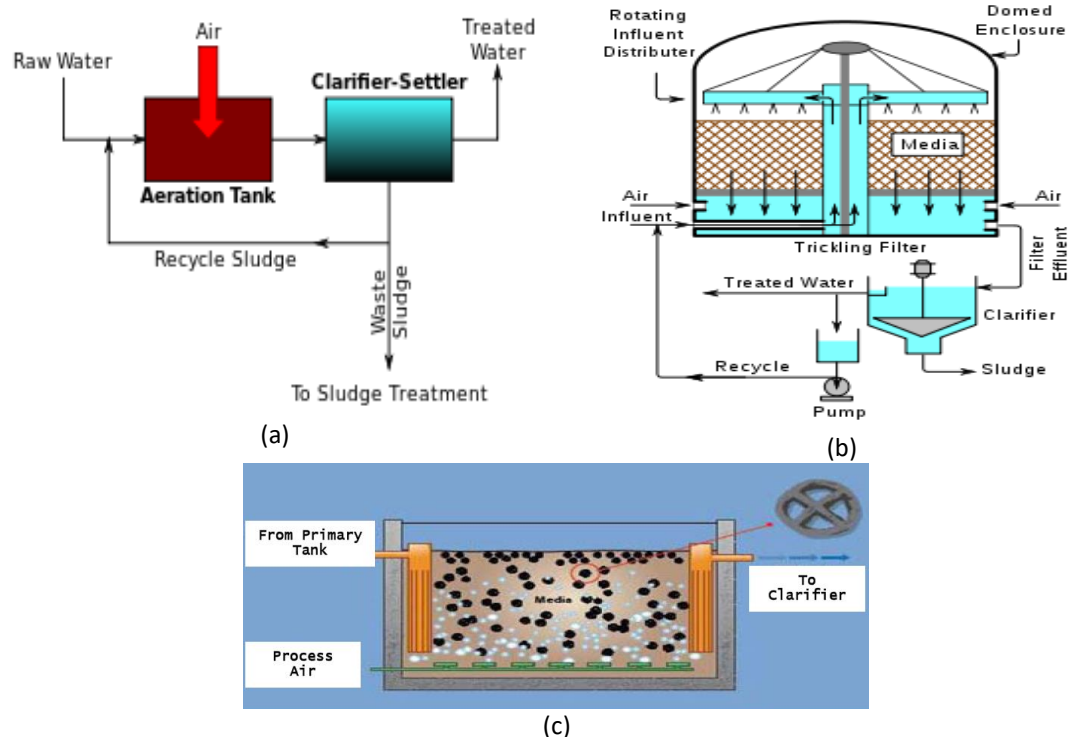 Air
Raw Water
Treated
Water
Clarifier-Settler
Aeration Tank
Recycle Sludge
Waste
Sludge
To Sludge Treatment
(a)
Rotating
Influent
Distributer
Domed
Enclosure
Media
Air
Air
Influent
Trickling Filter
Filter
Effluent
Treated Water
Clarifier
Recycle
Sludge
Pump
(b)
From Primary
Tank
Media
To
Clarifier
Process
Air
(c)